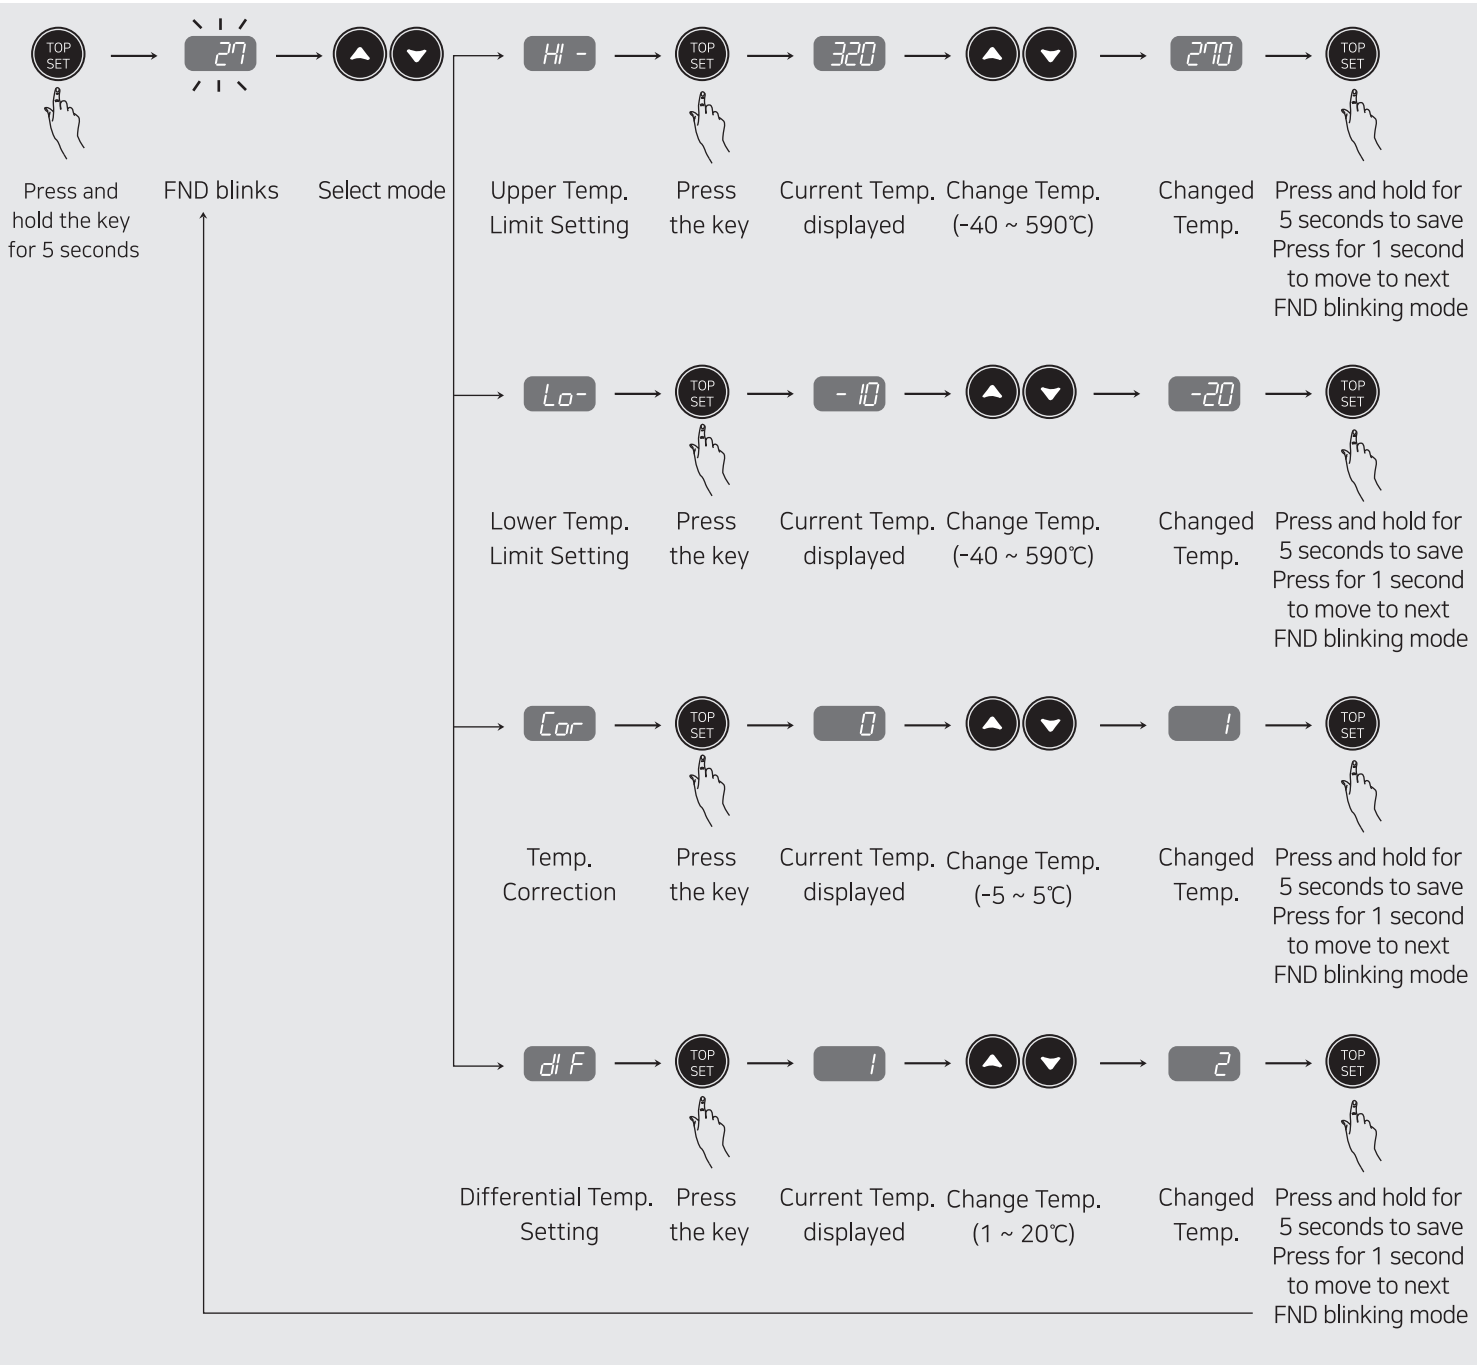 TOP
SET
27
HI -
TOP
SET
320
270
TOP
SET
Press and
hold the key
for 5 seconds
FND blinks
Select mode
Upper Temp.
Limit Setting
Press
the key
Current Temp.
displayed
Change Temp.
(-40 ~ 590℃)
Changed
Temp.
Press and hold for
5 seconds to save
Press for 1 second
to move to next
FND blinking mode
Lo-
TOP
SET
-10
-20
TOP
SET
Lower Temp.
Limit Setting
Press
the key
Current Temp.
displayed
Change Temp.
(-40 ~ 590℃)
Changed
Temp.
Press and hold for
5 seconds to save
Press for 1 second
to move to next
FND blinking mode
Cor
TOP
SET
0
1
TOP
SET
Temp.
Correction
Press
the key
Current Temp.
displayed
Change Temp.
(-5 ~ 5℃)
Changed
Temp.
Press and hold for
5 seconds to save
Press for 1 second
to move to next
FND blinking mode
dIF
TOP
SET
1
2
TOP
SET
Differential Temp.
Setting
Press
the key
Current Temp.
displayed
Change Temp.
(1 ~ 20℃)
Changed
Temp.
Press and hold for
5 seconds to save
Press for 1 second
to move to next
FND blinking mode